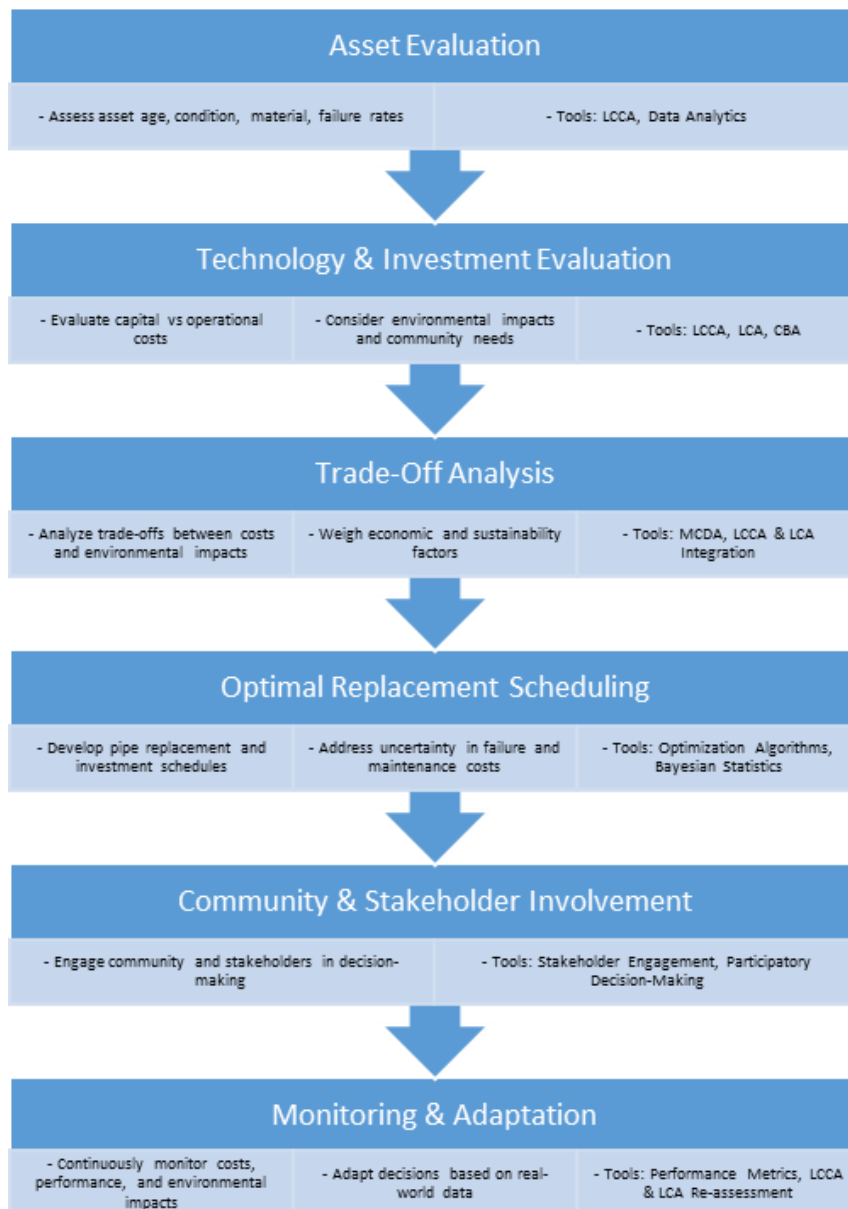 Asset Evaluation
- Assess asset age, condition, material, failure rates
- Tools: LCCA, Data Analytics
Technology & Investment Evaluation
- Evaluate capital vs operational
costs
- Consider environmental impacts
and community needs
- Tools: LCCA, LCA, CBA
Trade-Off Analysis
- Analyze trade-offs between costs
and environmental impacts
- Weigh economic and sustainability
factors
- Tools: MCDA, LCCA & LCA
Integration
Optimal Replacement Scheduling
- Develop pipe replacement and
investment schedules
- Address uncertainty in failure and
maintenance costs
- Tools: Optimization Algorithms,
Bayesian Statistics
Community & Stakeholder Involvement
- Engage community and stakeholders in decision-
making
- Tools: Stakeholder Engagement, Participatory
Decision-Making
Monitoring & Adaptation
- Continuously monitor costs,
performance, and environmental
impacts
- Adapt decisions based on real-
world data
- Tools: Performance Metrics, LCCA
& LCA Re-assessment